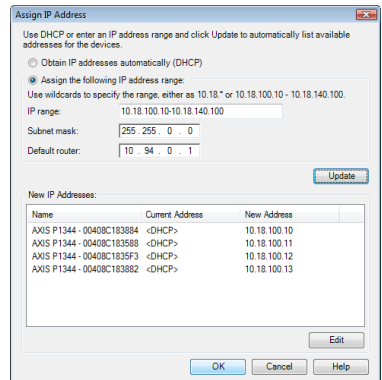 Assign IP Address
Use DHCP or enter an IP address range and click Update to automatically list available
addresses for the devices.
Obtain IP addresses automatically (DHCP)
Assign the following IP address range:
Use wildcards to specify the range, either as 10.18.* or 10.18.100.10 - 10.18.140.100.
IP range: 10.18.100.10-10.18.140.100
Subnet mask: 255 . 255 . 0 . 0
Default router: 10 . 94 . 0 . 1
Update
New IP Addresses:
Name Current Address New Address
AXIS P1344 - 00408C183884 <DHCP> 10.18.100.10
AXIS P1344 - 00408C183588 <DHCP> 10.18.100.11
AXIS P1344 - 00408C1835F3 <DHCP> 10.18.100.12
AXIS P1344 - 00408C183882 <DHCP> 10.18.100.13
Edit
OK Cancel Help